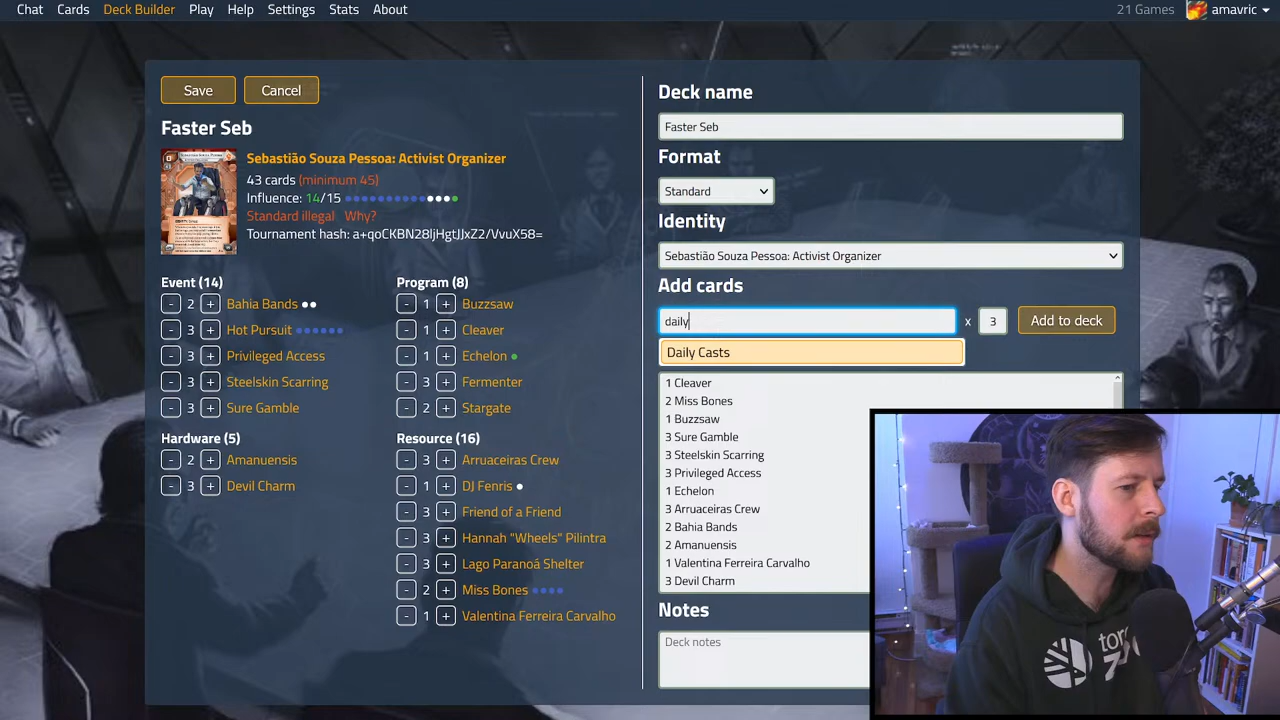 Chat Cards Deck Builder Play Help Settings Stats About
21 Games amavric
Save Cancel
Faster Seb
Sebastião Souza Pessoa: Activist Organizer
43 cards (minimum 45)
Influence: 14/15
Standard illegal Why?
Tournament hash: a+qoCKBN28IjHgtJJxZ2/VvuX58=
Event (14)
- 2 + Bahia Bands
- 3 + Hot Pursuit
- 3 + Privileged Access
- 3 + Steelskin Scarring
- 3 + Sure Gamble
Hardware (5)
- 2 + Amanuensis
- 3 + Devil Charm
Program (8)
- 1 + Buzzsaw
- 1 + Cleaver
- 1 + Echelon
- 3 + Fermenter
- 2 + Stargate
Resource (16)
- 3 + Arruaceiras Crew
- 1 + DJ Fenris
- 3 + Friend of a Friend
- 3 + Hannah "Wheels" Pilintra
- 3 + Lago Paranoá Shelter
- 2 + Miss Bones
- 1 + Valentina Ferreira Carvalho
Deck name
Faster Seb
Format
Standard
Identity
Sebastião Souza Pessoa: Activist Organizer
Add cards
daily x 3 Add to deck
Daily Casts
1 Cleaver
2 Miss Bones
1 Buzzsaw
3 Sure Gamble
3 Steelskin Scarring
3 Privileged Access
1 Echelon
3 Arruaceiras Crew
2 Bahia Bands
2 Amanuensis
1 Valentina Ferreira Carvalho
3 Devil Charm
Notes
Deck notes